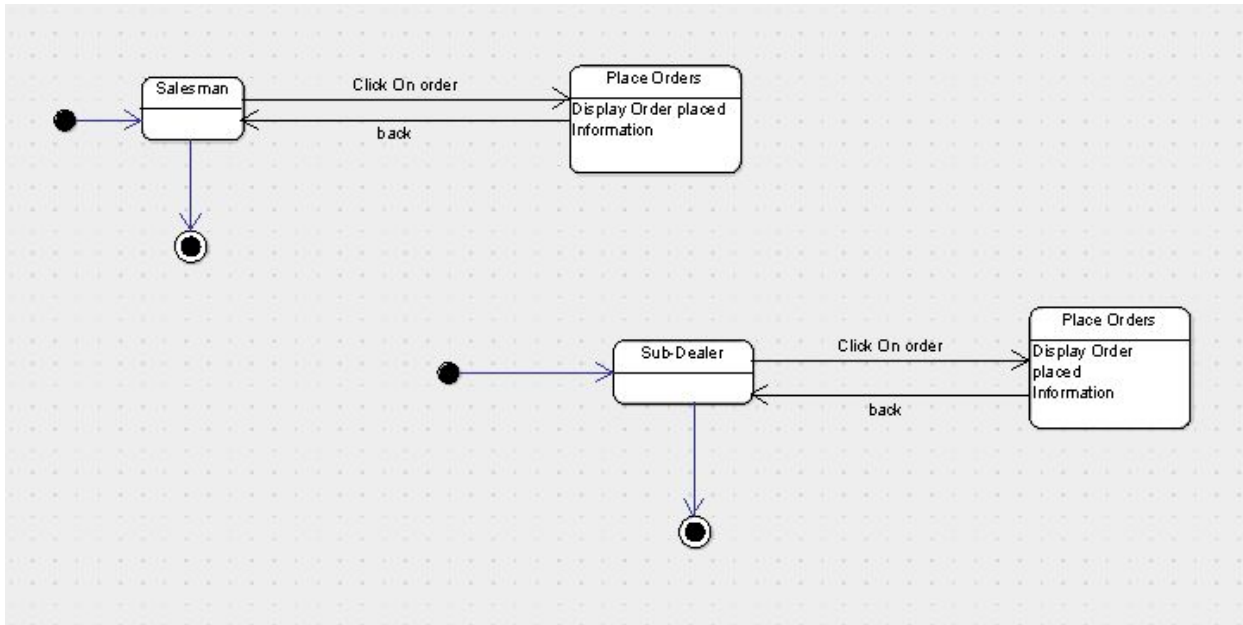 Salesman
Click On order
back
Place Orders
Display Order placed
Information
Sub-Dealer
Click On order
back
Place Orders
Display Order
placed
Information